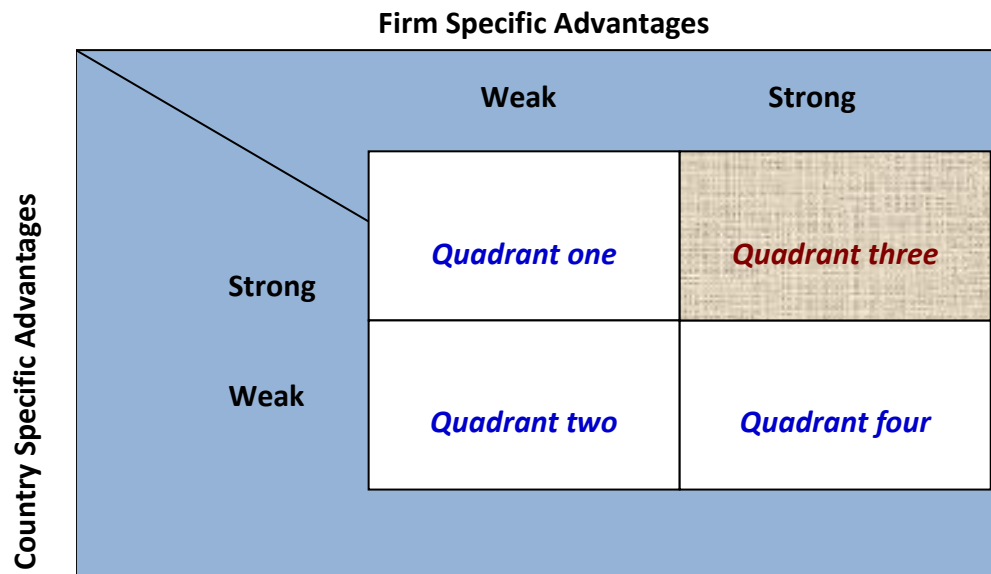 Firm Specific Advantages
Weak
Strong
Country Specific Advantages
Strong
Quadrant one
Quadrant three
Weak
Quadrant two
Quadrant four